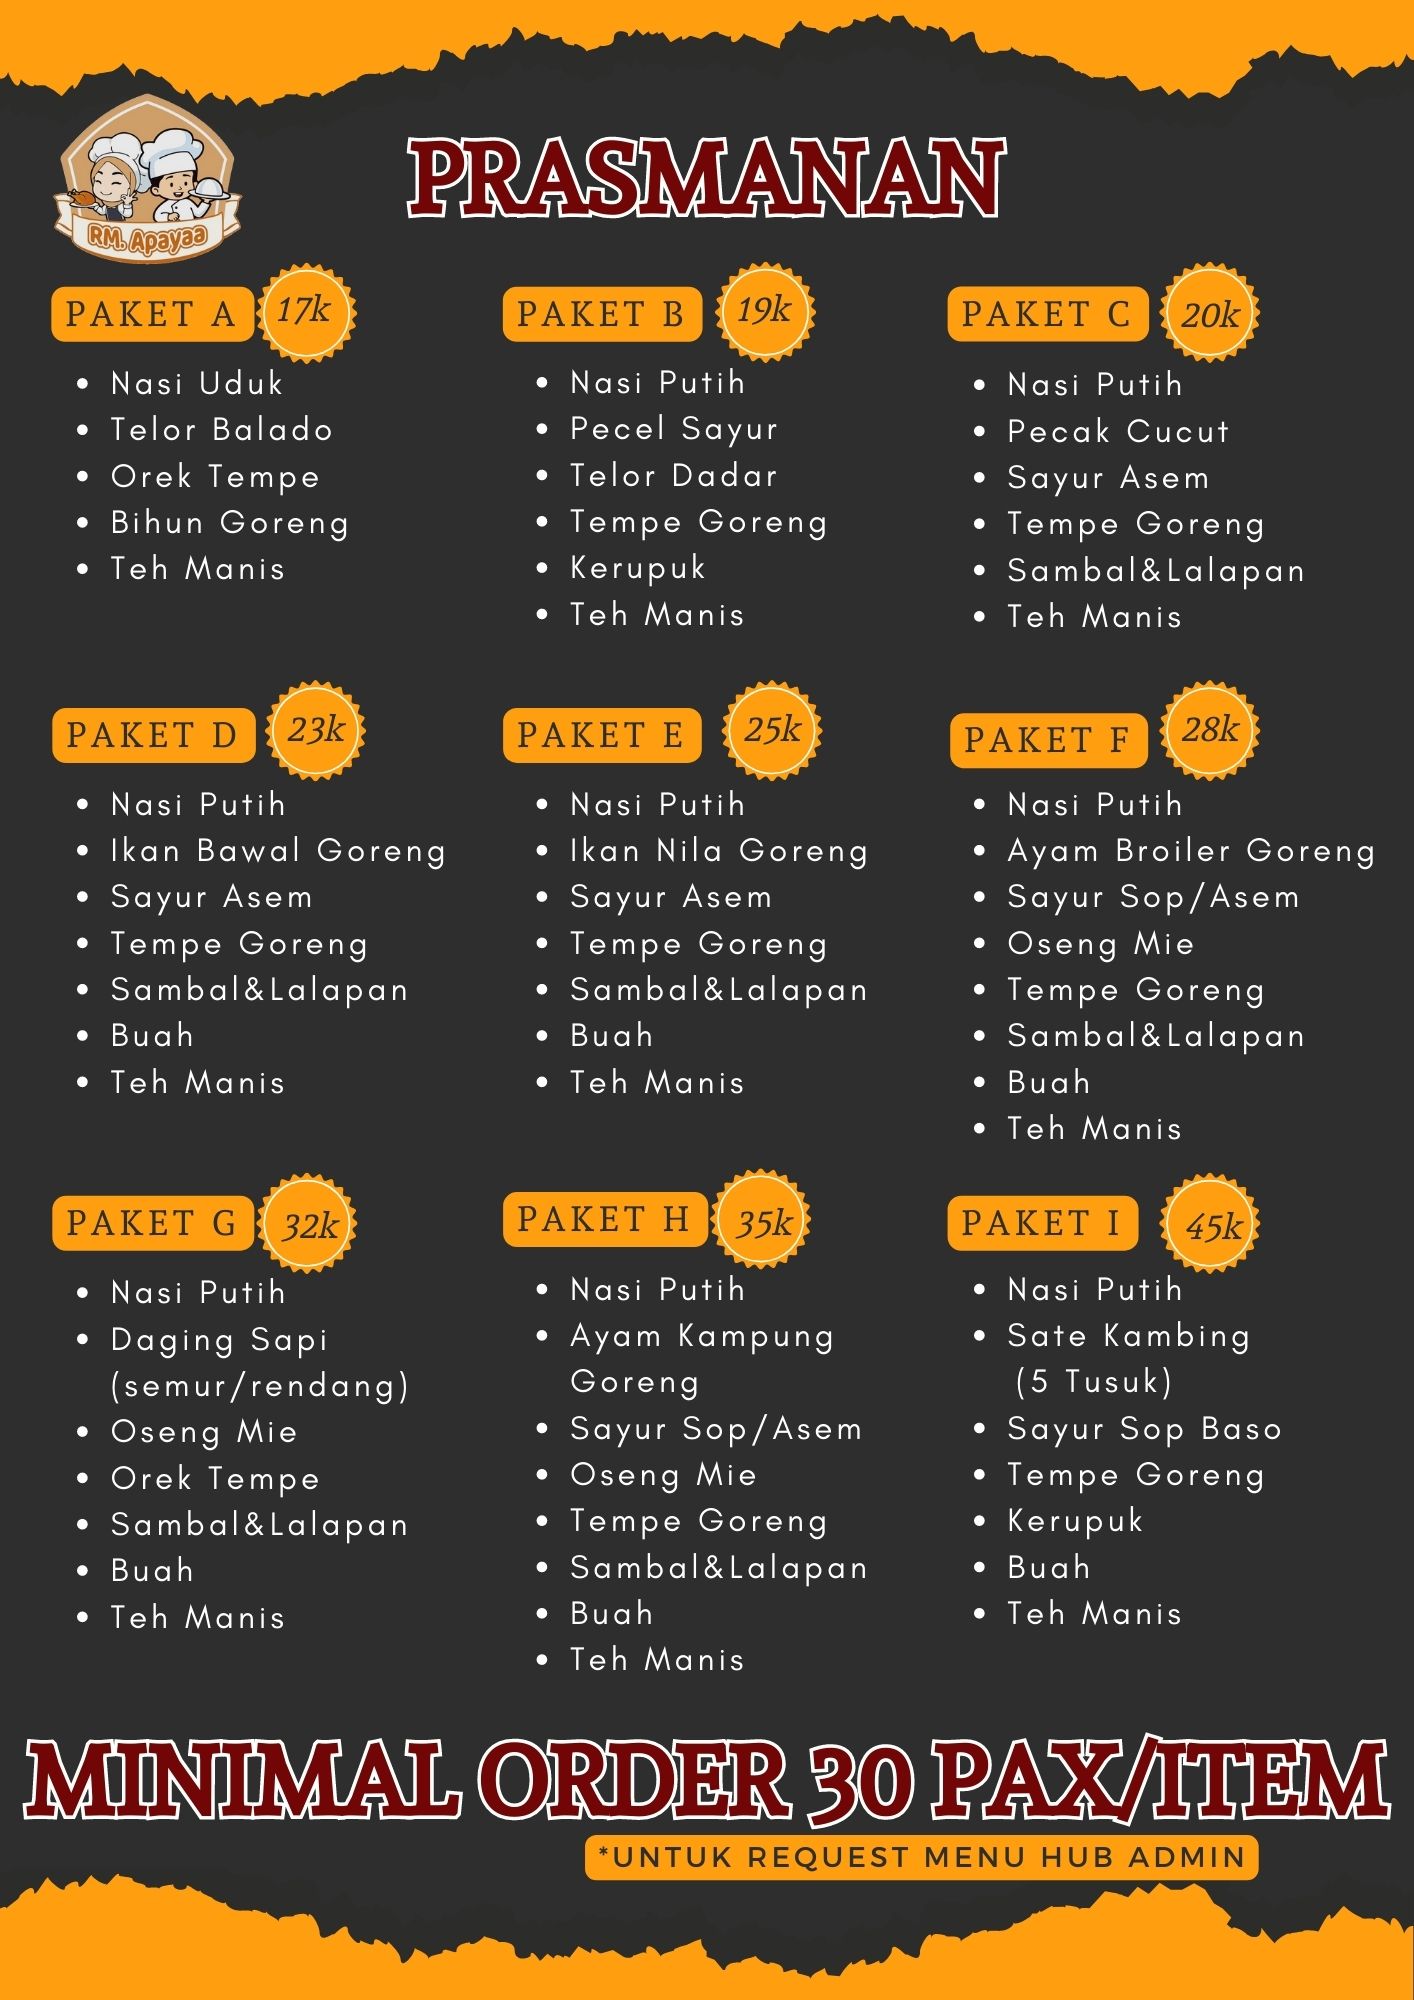 RM. Apayaa
PRASMANAN
PAKET A
17k
Nasi Uduk
Telor Balado
Orek Tempe
Bihun Goreng
Teh Manis
PAKET B
19k
Nasi Putih
Pecel Sayur
Telor Dadar
Tempe Goreng
Kerupuk
Teh Manis
PAKET C
20k
Nasi Putih
Pecak Cucut
Sayur Asem
Tempe Goreng
Sambal&Lalapan
Teh Manis
PAKET D
23k
Nasi Putih
Ikan Bawal Goreng
Sayur Asem
Tempe Goreng
Sambal&Lalapan
Buah
Teh Manis
PAKET E
25k
Nasi Putih
Ikan Nila Goreng
Sayur Asem
Tempe Goreng
Sambal&Lalapan
Buah
Teh Manis
PAKET F
28k
Nasi Putih
Ayam Broiler Goreng
Sayur Sop/Asem
Oseng Mie
Tempe Goreng
Sambal&Lalapan
Buah
Teh Manis
PAKET G
32k
Nasi Putih
Daging Sapi
(semur/rendang)
Oseng Mie
Orek Tempe
Sambal&Lalapan
Buah
Teh Manis
PAKET H
35k
Nasi Putih
Ayam Kampung
Goreng
Sayur Sop/Asem
Oseng Mie
Tempe Goreng
Sambal&Lalapan
Buah
Teh Manis
PAKET I
45k
Nasi Putih
Sate Kambing
(5 Tusuk)
Sayur Sop Baso
Tempe Goreng
Kerupuk
Buah
Teh Manis
MINIMAL ORDER 30 PAX/ITEM
*UNTUK REQUEST MENU HUB ADMIN